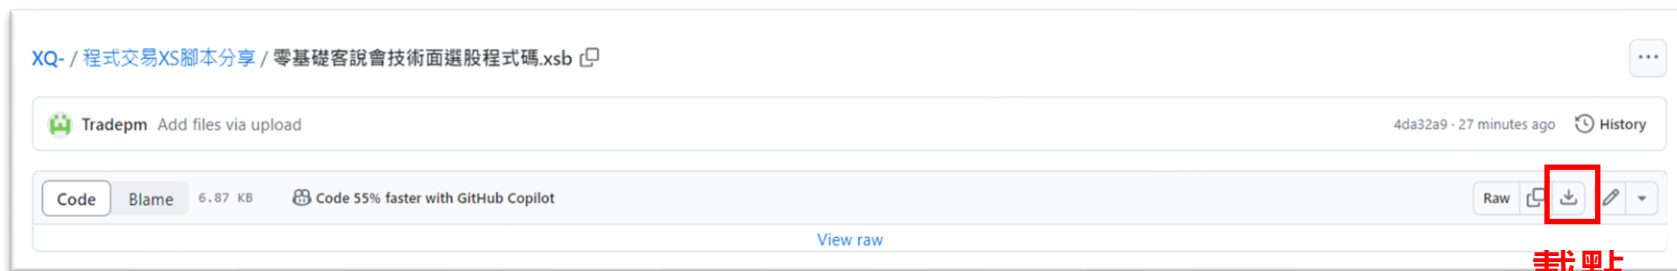 XQ- / 程式交易XS腳本分享 / 零基礎客說會技術面選股程式碼.xsb
Tradepm Add files via upload 4da32a9 · 27 minutes ago History
Code Blame 6.87 KB Code 55% faster with GitHub Copilot Raw
View raw
載點